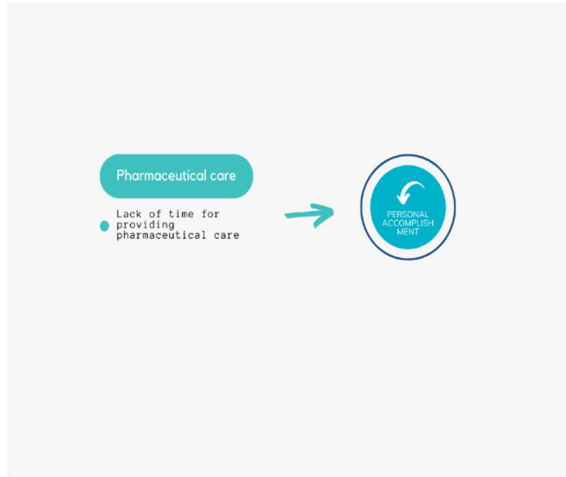 Pharmaceutical care
Lack of time for
providing
pharmaceutical care
PERSONAL
ACCOMPLISH
MENT